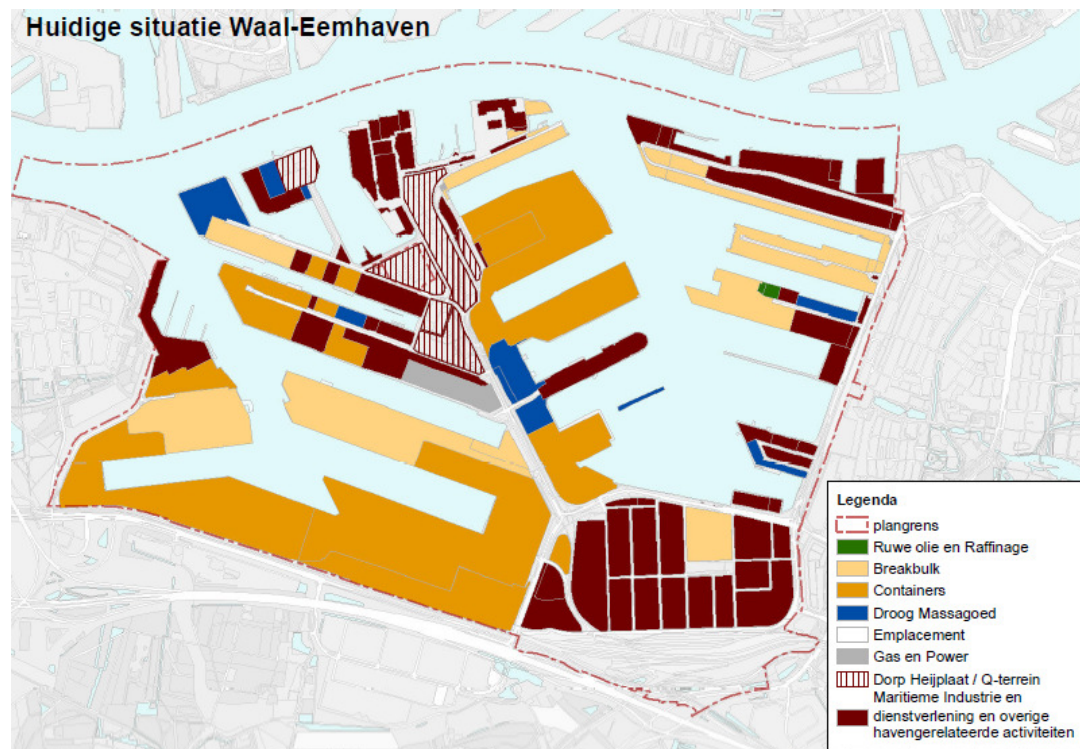 Huidige situatie Waal-Eemhaven
Legenda
plangrens
Ruwe olie en Raffinage
Breakbulk
Containers
Droog Massagoed
Emplacement
Gas en Power
Dorp Heijplaat / Q-terrein
Maritieme Industrie en
dienstverlening en overige
havengerelateerde activiteiten